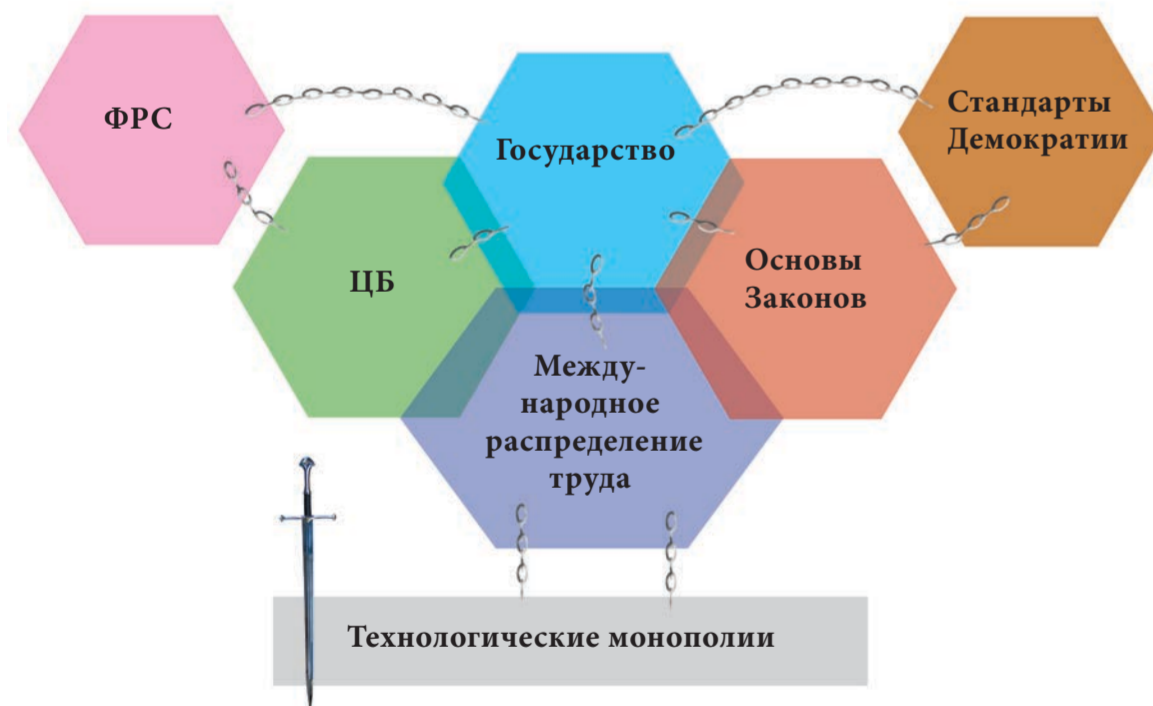 ФРС
Государство
Стандарты
Демократии
ЦБ
Основы
Законов
Между-
народное
распределение
труда
Технологические монополии